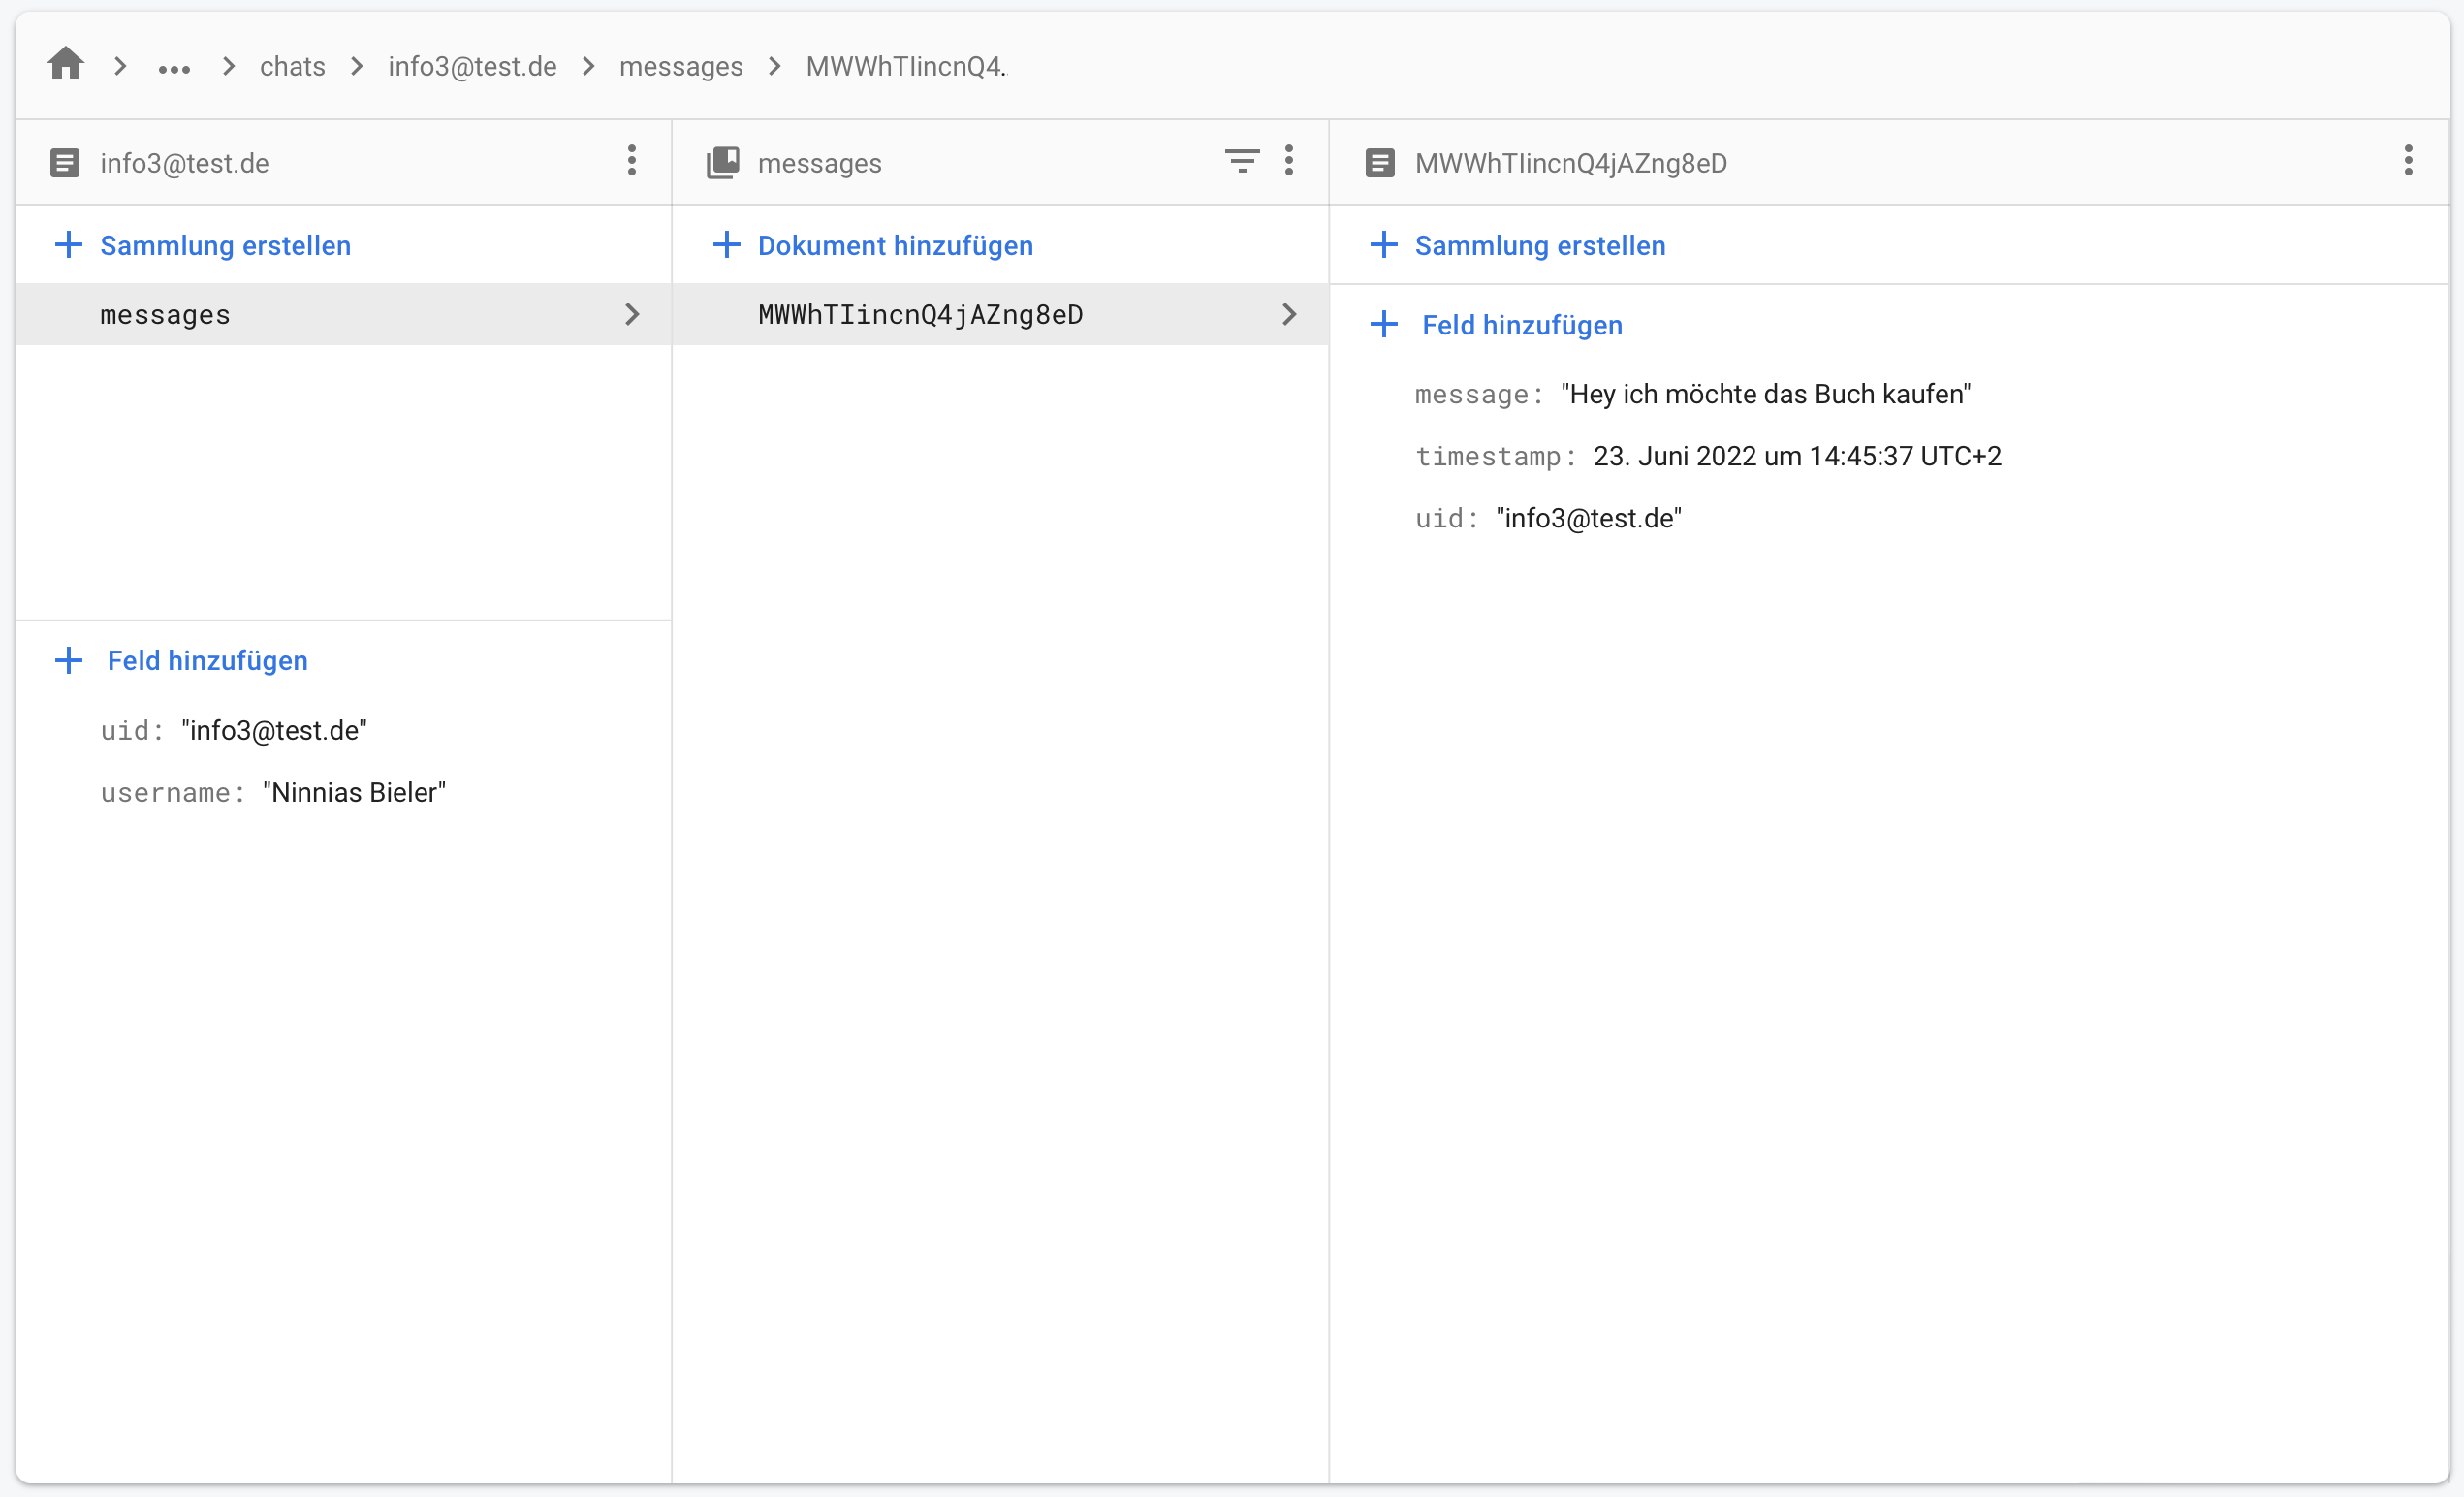 ... chats info3@test.de messages MWWhTIincnQ4.
info3@test.de
Sammlung erstellen
messages
Feld hinzufügen
uid: "info3@test.de"
username: "Ninnias Bieler"
messages
Dokument hinzufügen
MWWhTIincnQ4jAZng8eD
MWWhTIincnQ4jAZng8eD
Sammlung erstellen
Feld hinzufügen
message: "Hey ich möchte das Buch kaufen"
timestamp: 23. Juni 2022 um 14:45:37 UTC+2
uid: "info3@test.de"